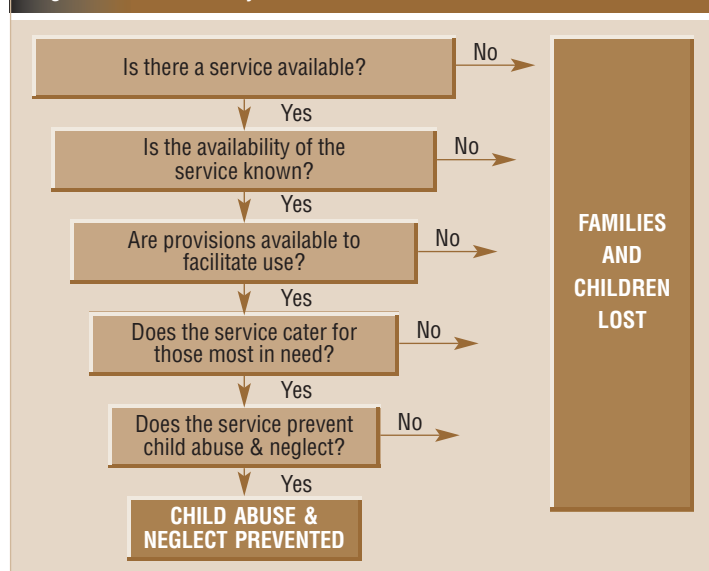 Is there a service available?
No
Yes
Is the availability of the
service known?
No
Yes
Are provisions available to
facilitate use?
No
Yes
Does the service cater for
those most in need?
No
Yes
Does the service prevent
child abuse & neglect?
No
Yes
CHILD ABUSE &
NEGLECT PREVENTED
FAMILIES
AND
CHILDREN
LOST